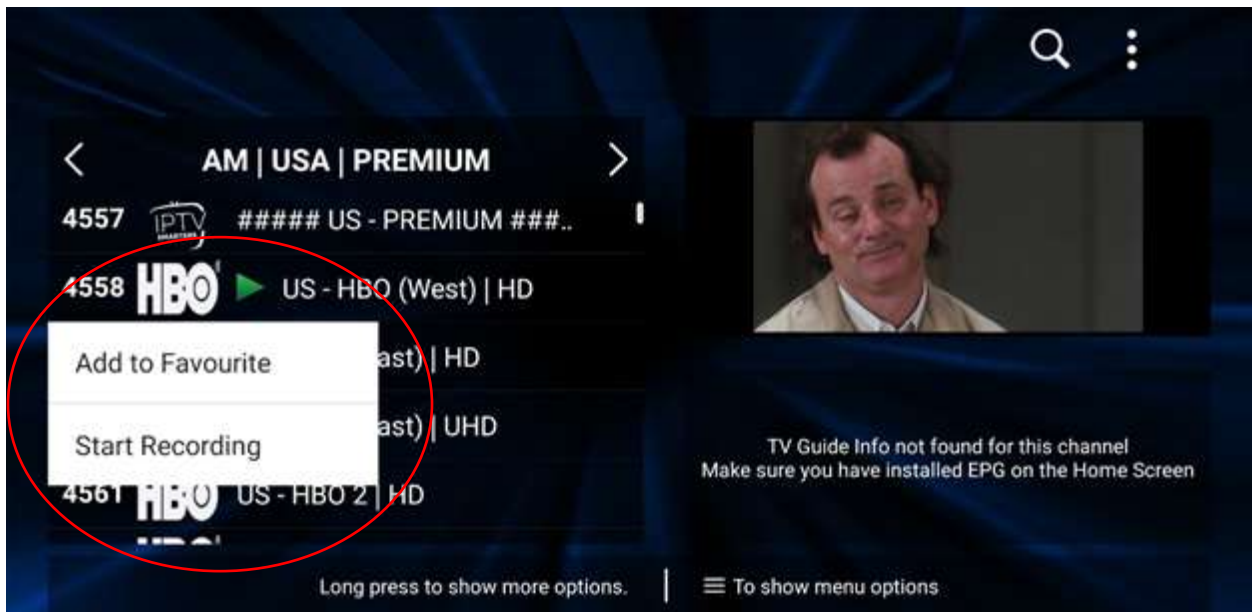 AM | USA | PREMIUM
4557 IPTV SMARTERS ##### US - PREMIUM ###..
4558 HBO US - HBO (West) | HD
Add to Favourite
ast) | HD
Start Recording
ast) | UHD
4561 HBO US - HBO 2 | HD
TV Guide Info not found for this channel
Make sure you have installed EPG on the Home Screen
Long press to show more options.
To show menu options